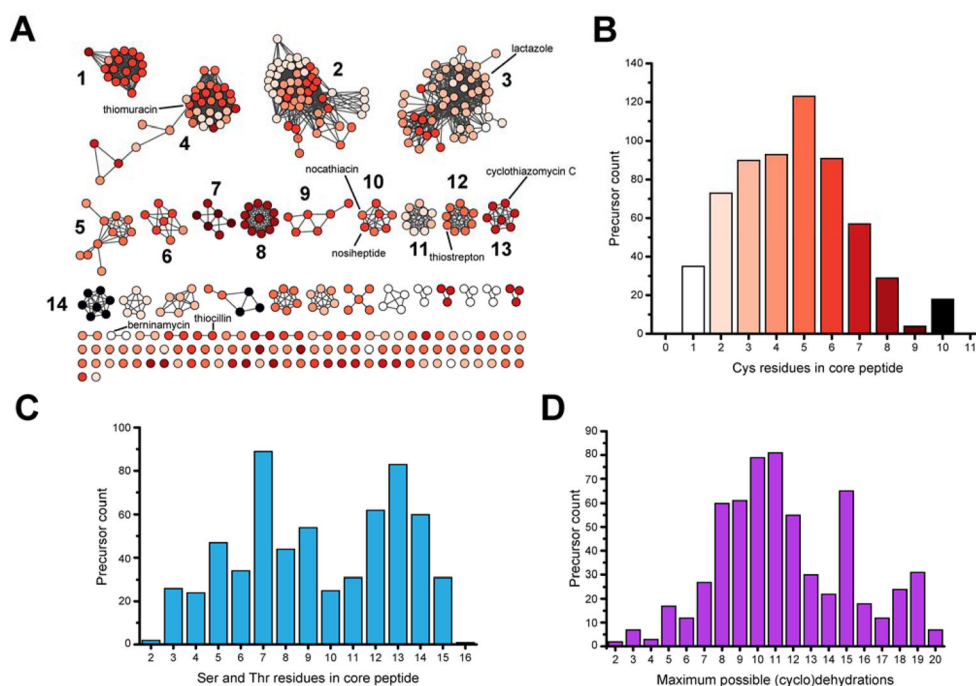 A
1
thiomuracin
4
2
3
lactazole
5
6
7
8
9
nocathiacin
10
nosiheptide
11
12
thiostrepton
cyclothiazomycin C
13
14
berninamycin
thiocillin
B
Precursor count
140
120
100
80
60
40
20
0
0 1 2 3 4 5 6 7 8 9 10 11
Cys residues in core peptide
C
Precursor count
100
80
60
40
20
0
2 3 4 5 6 7 8 9 10 11 12 13 14 15 16
Ser and Thr residues in core peptide
D
Precursor count
90
80
70
60
50
40
30
20
10
0
2 3 4 5 6 7 8 9 10 11 12 13 14 15 16 17 18 19 20
Maximum possible (cyclo)dehydrations